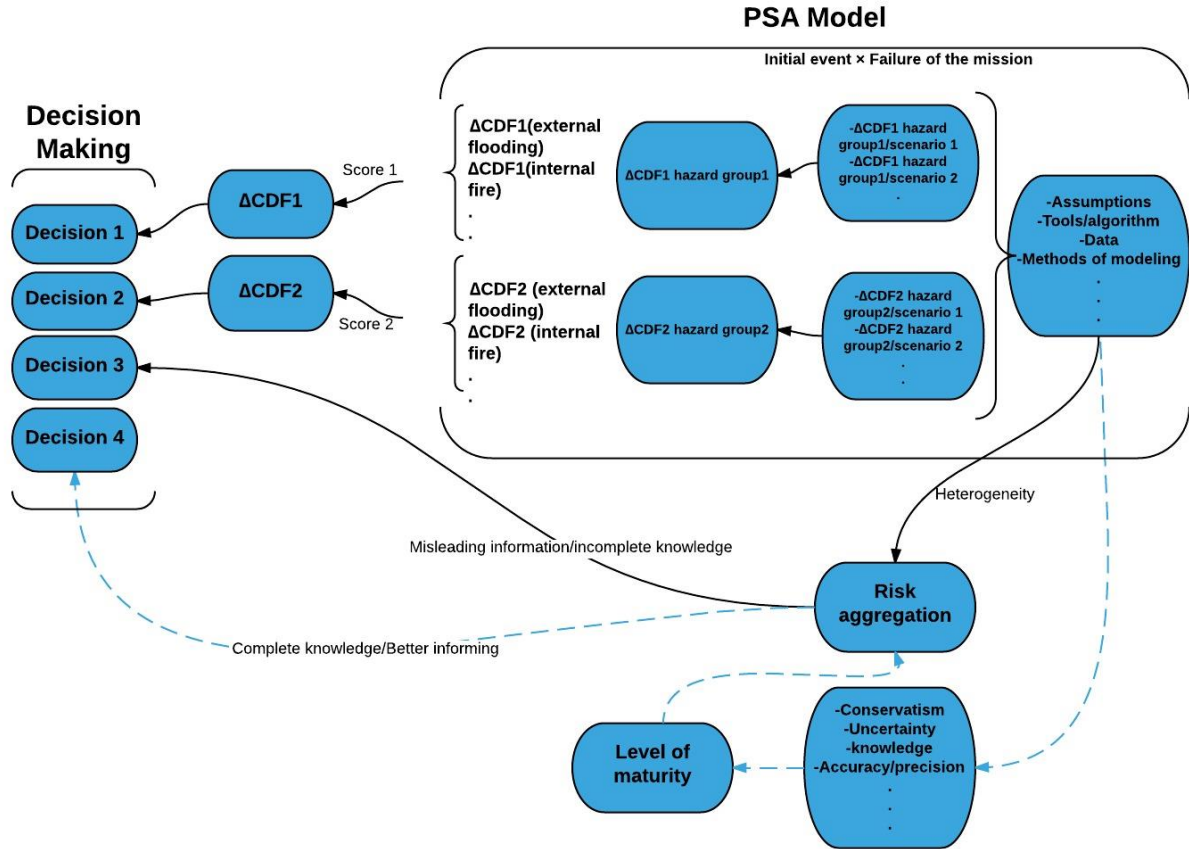 PSA Model
Initial event × Failure of the mission
Decision
Making
Decision 1
Decision 2
Decision 3
Decision 4
Score 1
ΔCDF1
ΔCDF2
Score 2
ΔCDF1(external
flooding)
ΔCDF1(internal
fire)
.
.
ΔCDF2 (external
flooding)
ΔCDF2 (internal
fire)
.
.
ΔCDF1 hazard group1
ΔCDF2 hazard group2
-ΔCDF1 hazard
group1/scenario 1
-ΔCDF1 hazard
group1/scenario 2
.
-ΔCDF2 hazard
group2/scenario 1
-ΔCDF2 hazard
group2/scenario 2
.
.
-Assumptions
-Tools/algorithm
-Data
-Methods of modeling
.
.
.
Heterogeneity
Misleading information/incomplete knowledge
Risk
aggregation
Complete knowledge/Better informing
Level of
maturity
-Conservatism
-Uncertainty
-knowledge
-Accuracy/precision
.
.
.